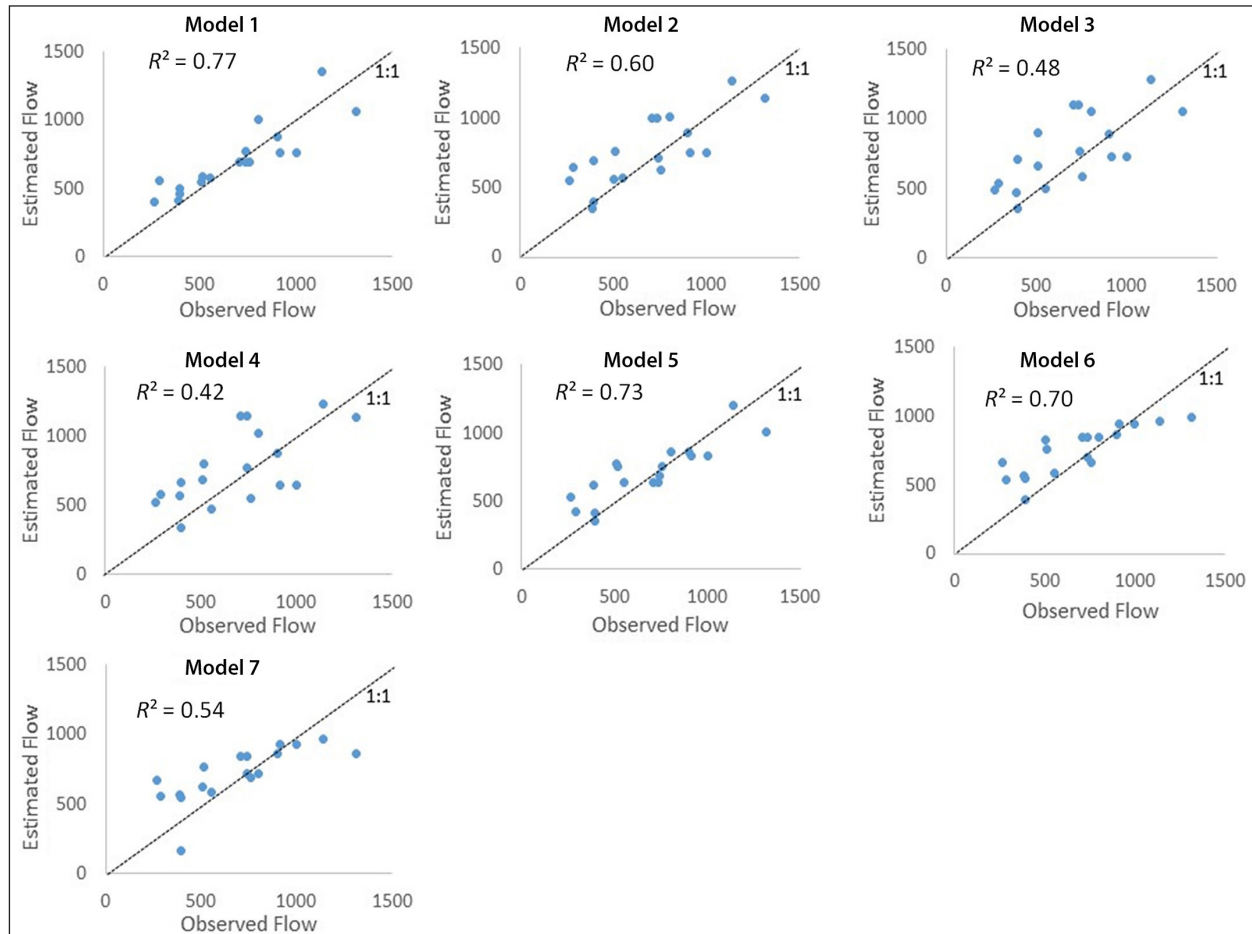 Model 1
R² = 0.77
1:1
1500
1000
500
0
Estimated Flow
0 500 1000 1500
Observed Flow
Model 2
R² = 0.60
1:1
1500
1000
500
0
Estimated Flow
0 500 1000 1500
Observed Flow
Model 3
R² = 0.48
1:1
1500
1000
500
0
Estimated Flow
0 500 1000 1500
Observed Flow
Model 4
R² = 0.42
1:1
1500
1000
500
0
Estimated Flow
0 500 1000 1500
Observed Flow
Model 5
R² = 0.73
1:1
1500
1000
500
0
Estimated Flow
0 500 1000 1500
Observed Flow
Model 6
R² = 0.70
1:1
1500
1000
500
0
Estimated Flow
0 500 1000 1500
Observed Flow
Model 7
R² = 0.54
1:1
1500
1000
500
0
Estimated Flow
0 500 1000 1500
Observed Flow